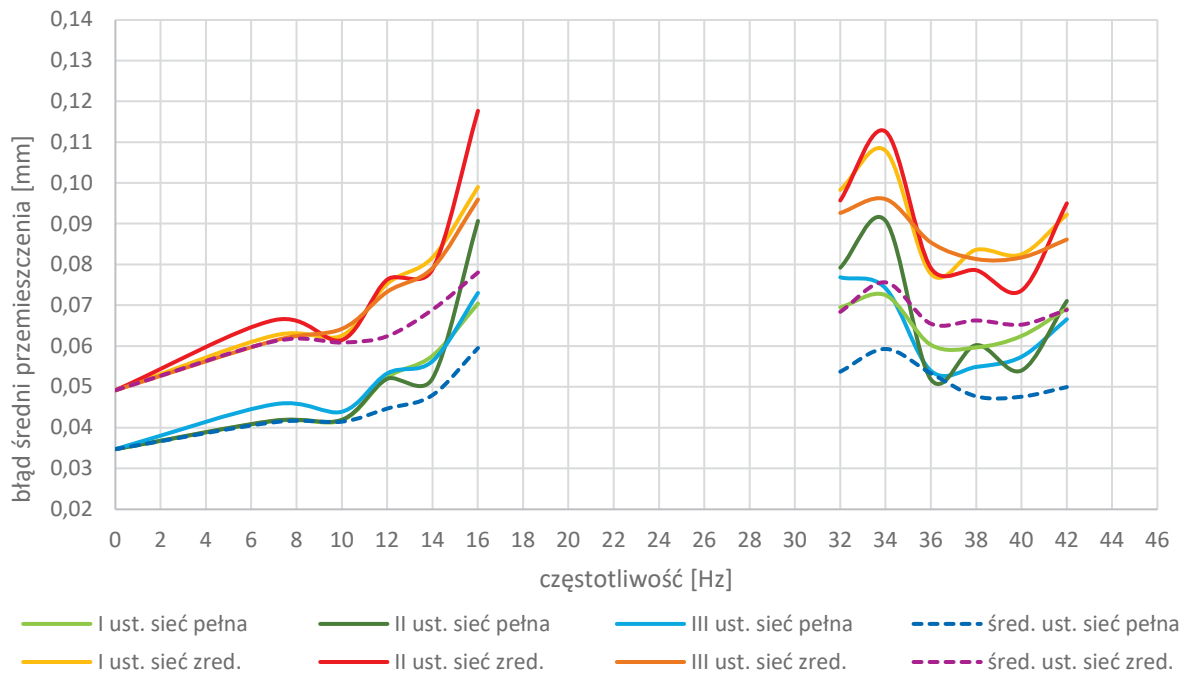 błąd średni przemieszczenia [mm]
0,14
0,13
0,12
0,11
0,10
0,09
0,08
0,07
0,06
0,05
0,04
0,03
0,02
0 2 4 6 8 10 12 14 16 18 20 22 24 26 28 30 32 34 36 38 40 42 44 46
częstotliwość [Hz]
I ust. sieć pełna II ust. sieć pełna III ust. sieć pełna śred. ust. sieć pełna
I ust. sieć zred. II ust. sieć zred. III ust. sieć zred. śred. ust. sieć zred.